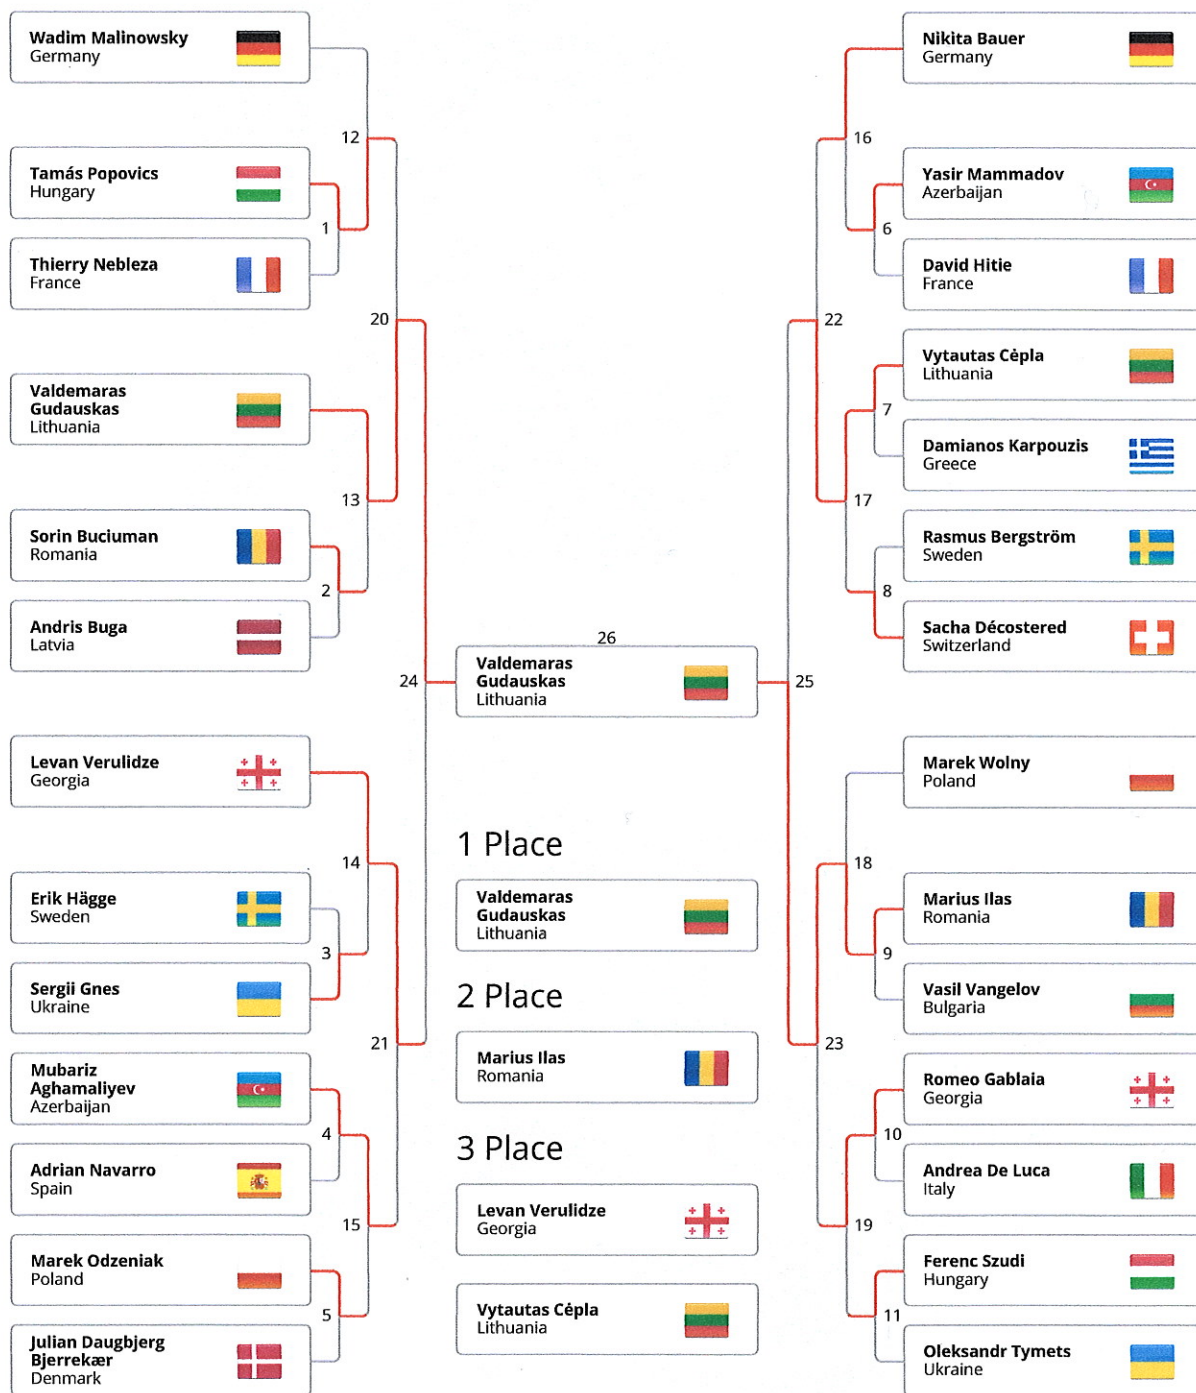 Wadim Malinowsky
Germany
12
Tamás Popovics
Hungary
1
Thierry Nebleza
France
20
Valdemaras
Gudauskas
Lithuania
13
Sorin Buciuman
Romania
2
Andris Buga
Latvia
24
Levan Verulidze
Georgia
14
Erik Hägge
Sweden
3
Sergii Gnes
Ukraine
21
Mubariz
Aghamaliyev
Azerbaijan
4
Adrian Navarro
Spain
15
Marek Odzeniak
Poland
5
Julian Daugbjerg
Bjerrekær
Denmark
26
Valdemaras
Gudauskas
Lithuania
1 Place
Valdemaras
Gudauskas
Lithuania
2 Place
Marius Ilas
Romania
3 Place
Levan Verulidze
Georgia
Vytautas Cépla
Lithuania
Nikita Bauer
Germany
16
Yasir Mammadov
Azerbaijan
6
David Hitie
France
22
Vytautas Cépla
Lithuania
7
Damianos Karpouzis
Greece
17
Rasmus Bergström
Sweden
8
Sacha Décostered
Switzerland
25
Marek Wolny
Poland
18
Marius Ilas
Romania
9
Vasil Vangelov
Bulgaria
23
Romeo Gablaia
Georgia
10
Andrea De Luca
Italy
19
Ferenc Szudi
Hungary
11
Oleksandr Tymets
Ukraine